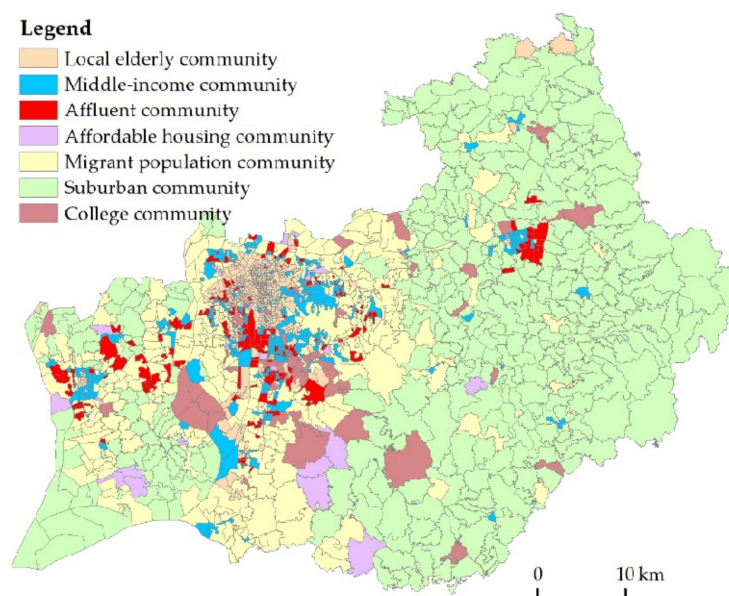 Legend
Local elderly community
Middle-income community
Affluent community
Affordable housing community
Migrant population community
Suburban community
College community
0 10 km